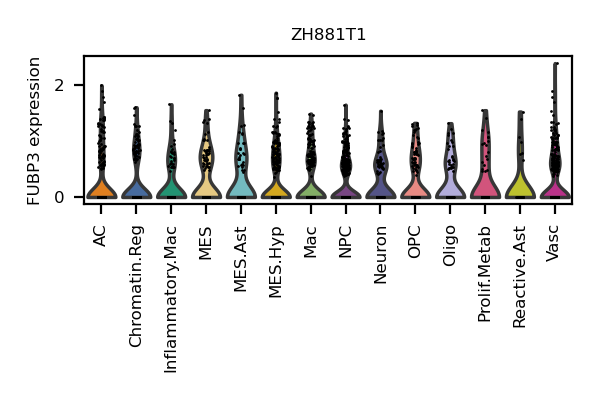 ZH881T1
FUBP3 expression
2
0
AC
Chromatin.Reg
Inflammatory.Mac
MES
MES.Ast
MES.Hyp
Mac
NPC
Neuron
OPC
Oligo
Prolif.Metab
Reactive.Ast
Vasc